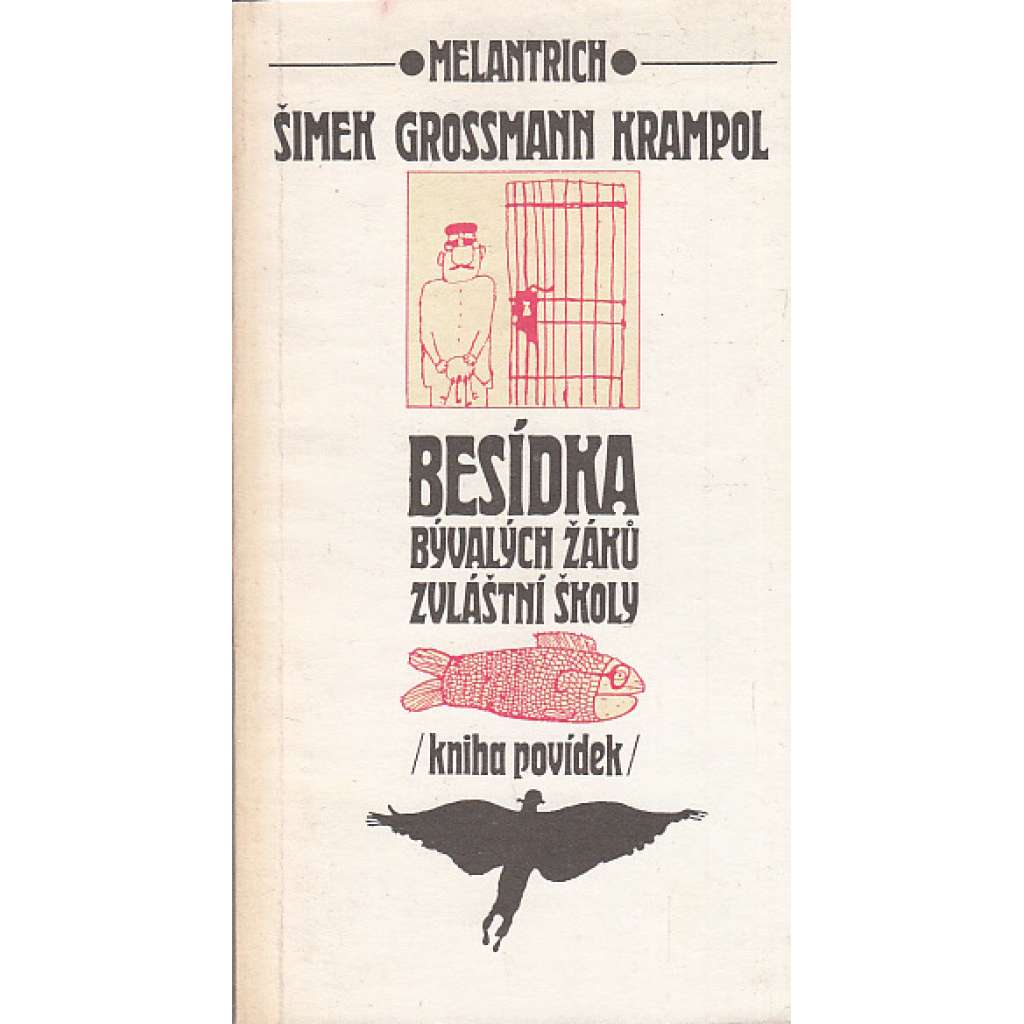 MELANTRICH
ŠIMEK GROSSMANN KRAMPOL
BESÍDKA
BÝVALÝCH ŽÁKŮ
ZVLÁŠTNÍ ŠKOLY
/kniha povídek/